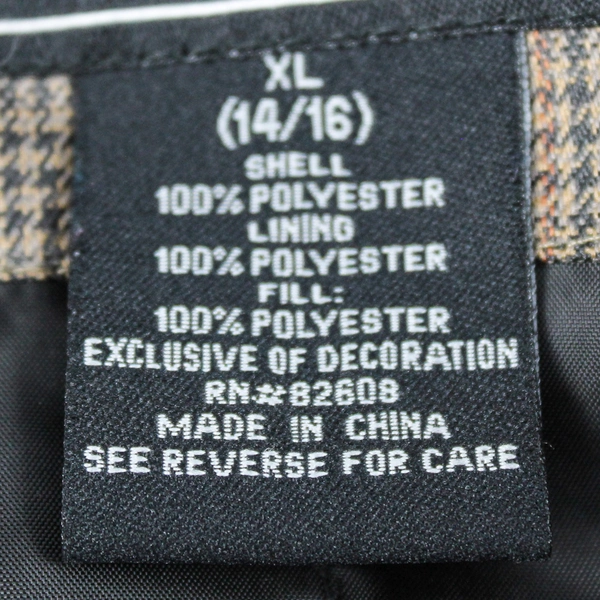 XL
(14/16)
SHELL
100% POLYESTER
LINING
100% POLYESTER
FILL:
100% POLYESTER
EXCLUSIVE OF DECORATION
RN#82608
MADE IN CHINA
SEE REVERSE FOR CARE